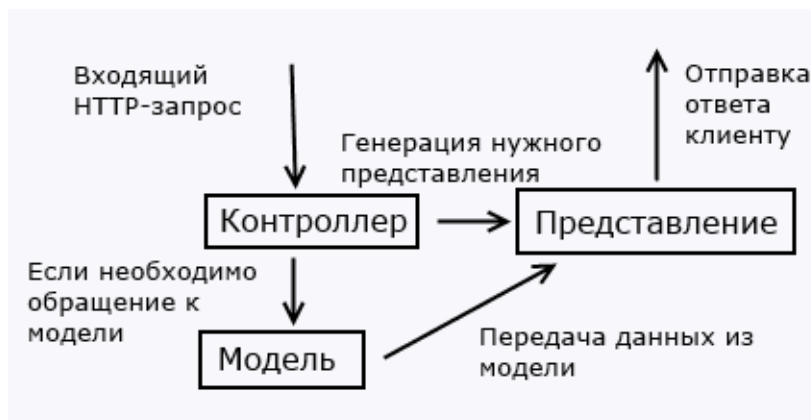 Входящий
HTTP-запрос
Отправка
ответа
клиенту
Генерация нужного
представления
Контроллер
Представление
Если необходимо
обращение к
модели
Модель
Передача данных из
модели